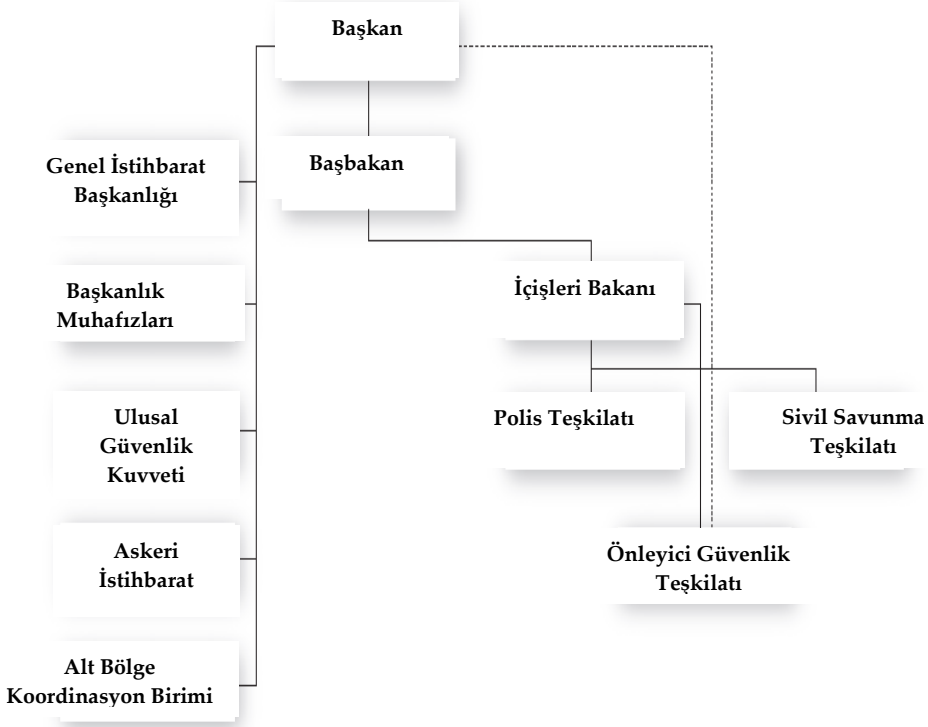 Başkan
Başbakan
Genel İstihbarat
Başkanlığı
Başkanlık
Muhafızları
Ulusal
Güvenlik
Kuvveti
Askeri
İstihbarat
Alt Bölge
Koordinasyon Birimi
İçişleri Bakanı
Polis Teşkilatı
Sivil Savunma
Teşkilatı
Önleyici Güvenlik
Teşkilatı